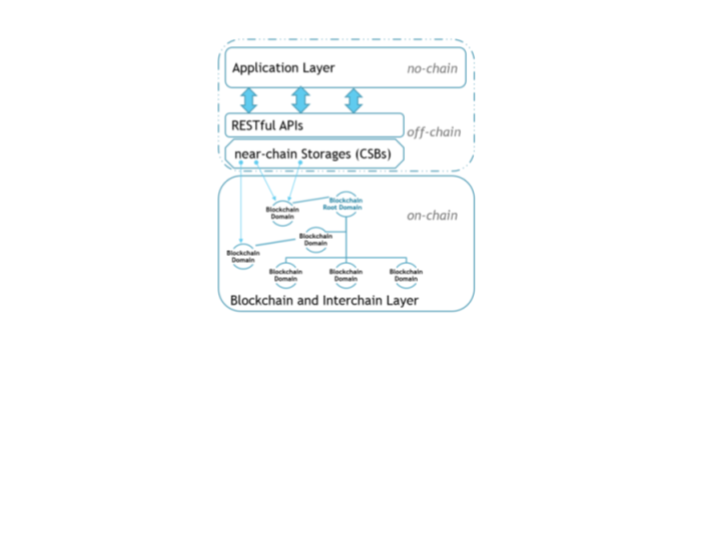 Application Layer
no-chain
RESTful APIs
off-chain
near-chain Storages (CSBs)
on-chain
Blockchain
Root Domain
Blockchain
Domain
Blockchain
Domain
Blockchain
Domain
Blockchain
Domain
Blockchain
Domain
Blockchain
Domain
Blockchain and Interchain Layer